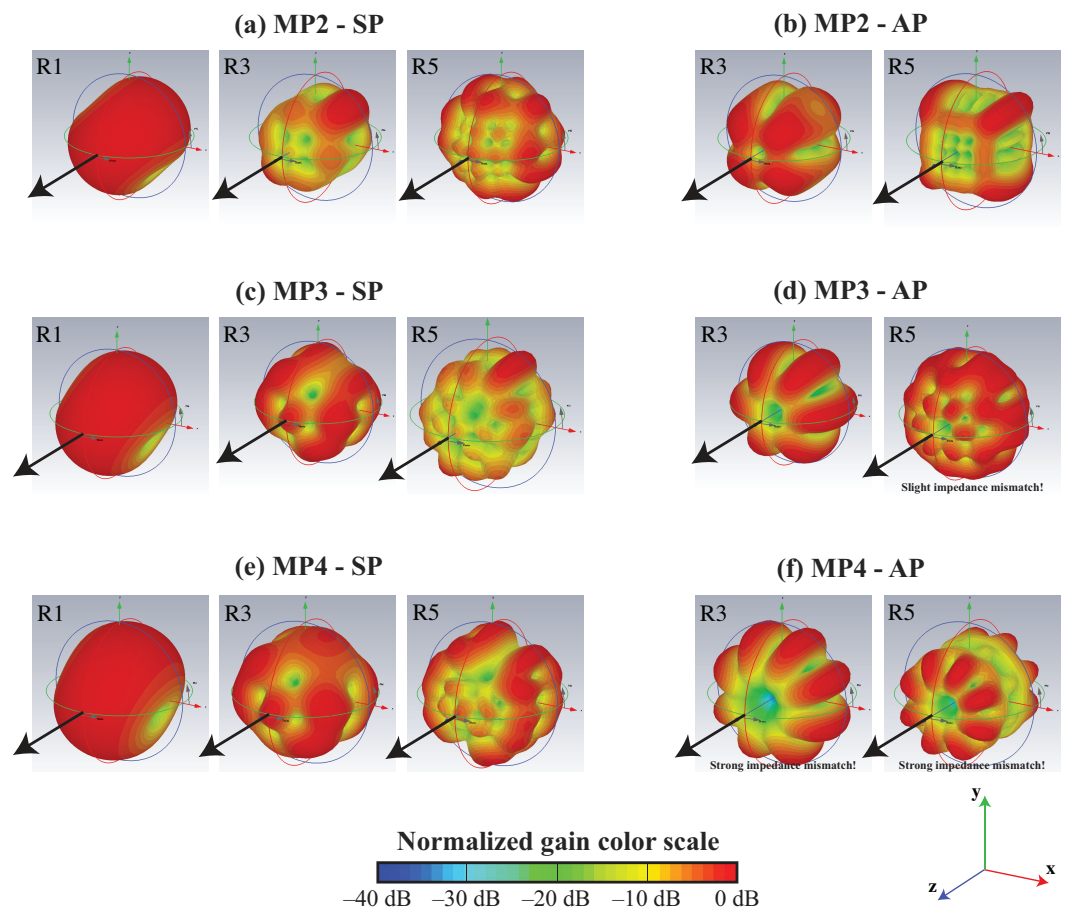 (a) MP2 - SP
(b) MP2 - AP
R1
R3
R5
R3
R5
(c) MP3 - SP
(d) MP3 - AP
R1
R3
R5
R3
R5
Slight impedance mismatch!
(e) MP4 - SP
(f) MP4 - AP
R1
R3
R5
R3
R5
Strong impedance mismatch!
Strong impedance mismatch!
Normalized gain color scale
−40 dB −30 dB −20 dB −10 dB 0 dB
y
x
z